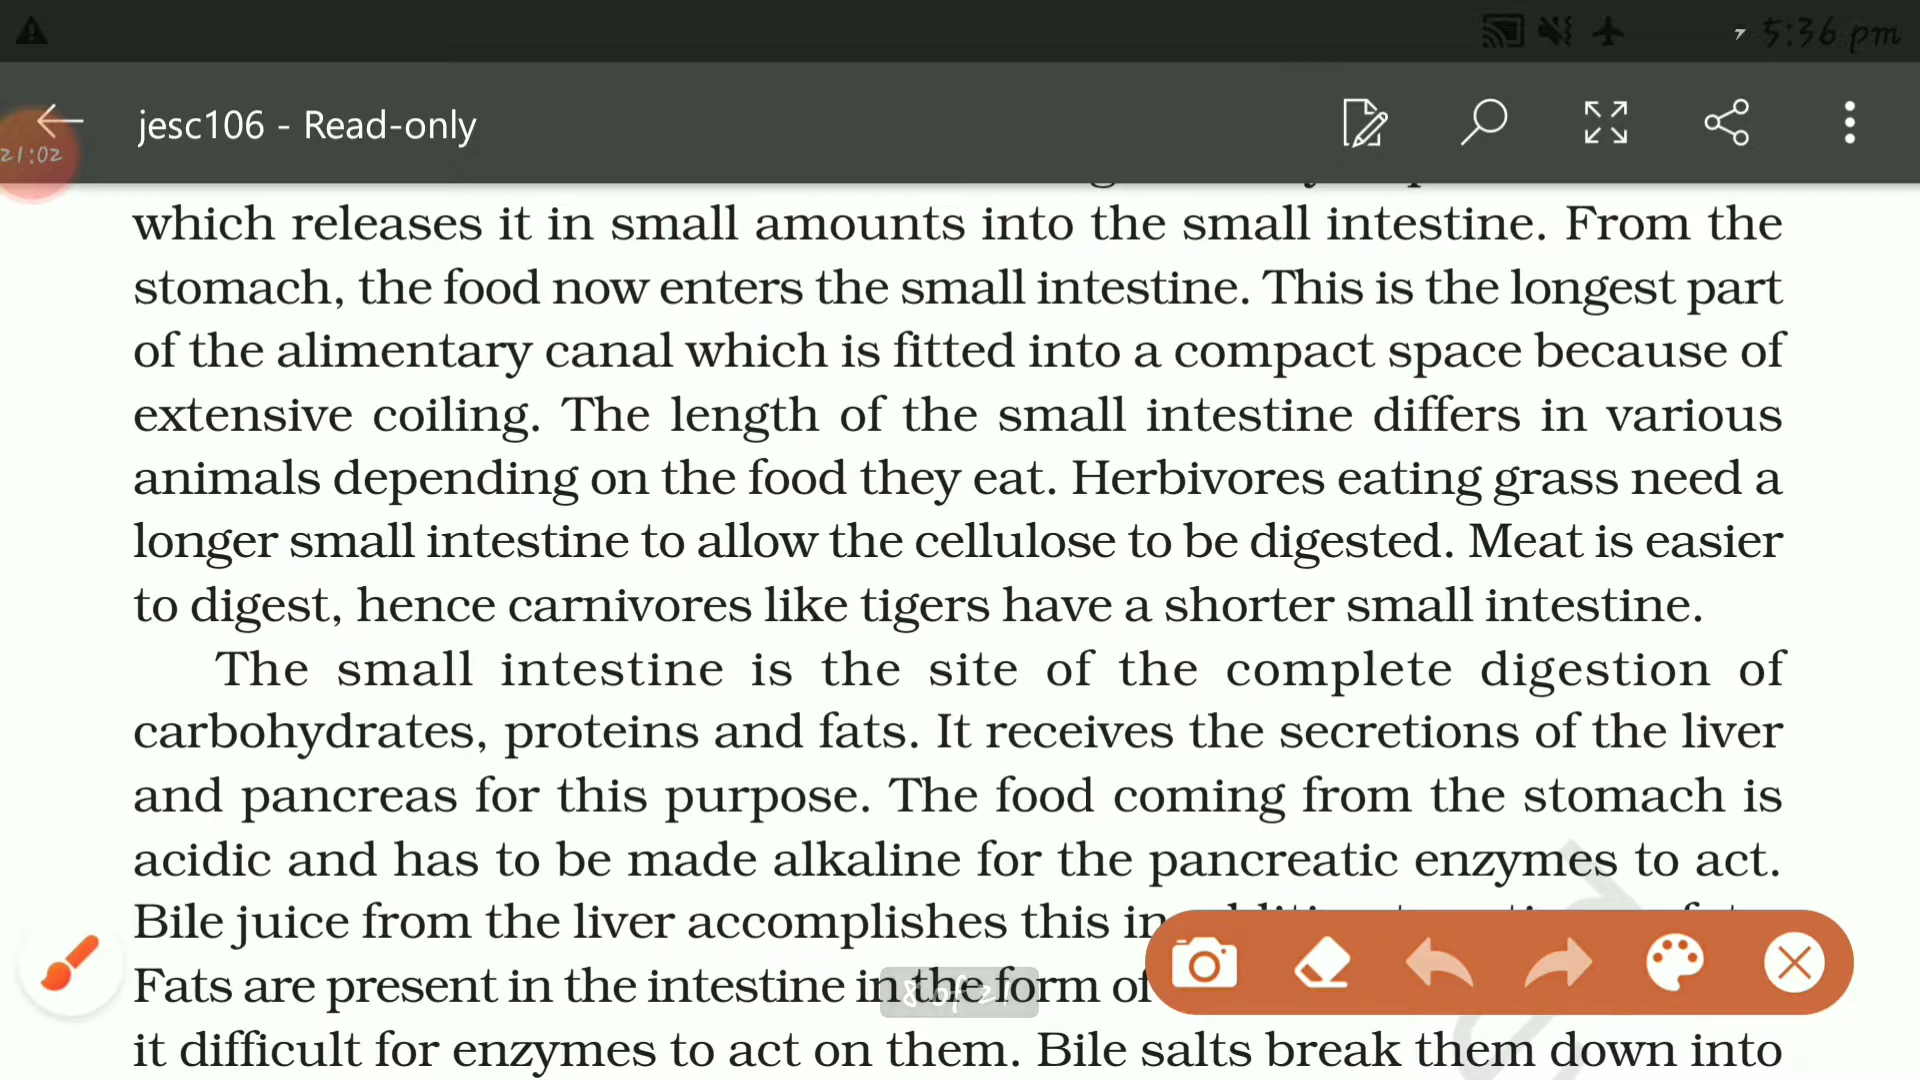 5:36 pm
jesc106 - Read-only
21:02
which releases it in small amounts into the small intestine. From the
stomach, the food now enters the small intestine. This is the longest part
of the alimentary canal which is fitted into a compact space because of
extensive coiling. The length of the small intestine differs in various
animals depending on the food they eat. Herbivores eating grass need a
longer small intestine to allow the cellulose to be digested. Meat is easier
to digest, hence carnivores like tigers have a shorter small intestine.
The small intestine is the site of the complete digestion of
carbohydrates, proteins and fats. It receives the secretions of the liver
and pancreas for this purpose. The food coming from the stomach is
acidic and has to be made alkaline for the pancreatic enzymes to act.
Bile juice from the liver accomplishes this in
Fats are present in the intestine in the form of
8 of 21
it difficult for enzymes to act on them. Bile salts break them down into